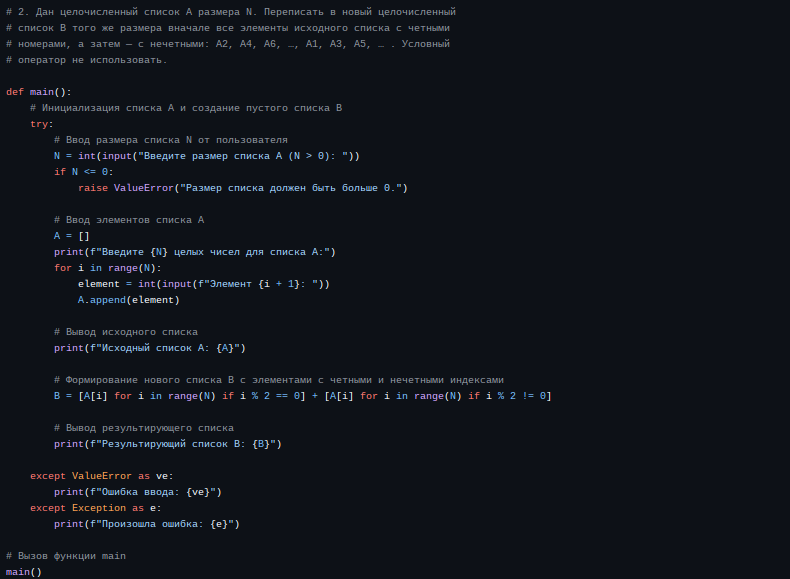 # 2. Дан целочисленный список A размера N. Переписать в новый целочисленный
# список B того же размера вначале все элементы исходного списка с четными
# номерами, а затем — с нечетными: A2, A4, A6, …, A1, A3, A5, … . Условный
# оператор не использовать.

def main():
    # Инициализация списка A и создание пустого списка B
    try:
        # Ввод размера списка N от пользователя
        N = int(input("Введите размер списка A (N > 0): "))
        if N <= 0:
            raise ValueError("Размер списка должен быть больше 0.")

        # Ввод элементов списка A
        A = []
        print(f"Введите {N} целых чисел для списка A:")
        for i in range(N):
            element = int(input(f"Элемент {i + 1}: "))
            A.append(element)

        # Вывод исходного списка
        print(f"Исходный список A: {A}")

        # Формирование нового списка B с элементами с четными и нечетными индексами
        B = [A[i] for i in range(N) if i % 2 == 0] + [A[i] for i in range(N) if i % 2 != 0]

        # Вывод результирующего списка
        print(f"Результирующий список B: {B}")

    except ValueError as ve:
        print(f"Ошибка ввода: {ve}")
    except Exception as e:
        print(f"Произошла ошибка: {e}")

# Вызов функции main
main()